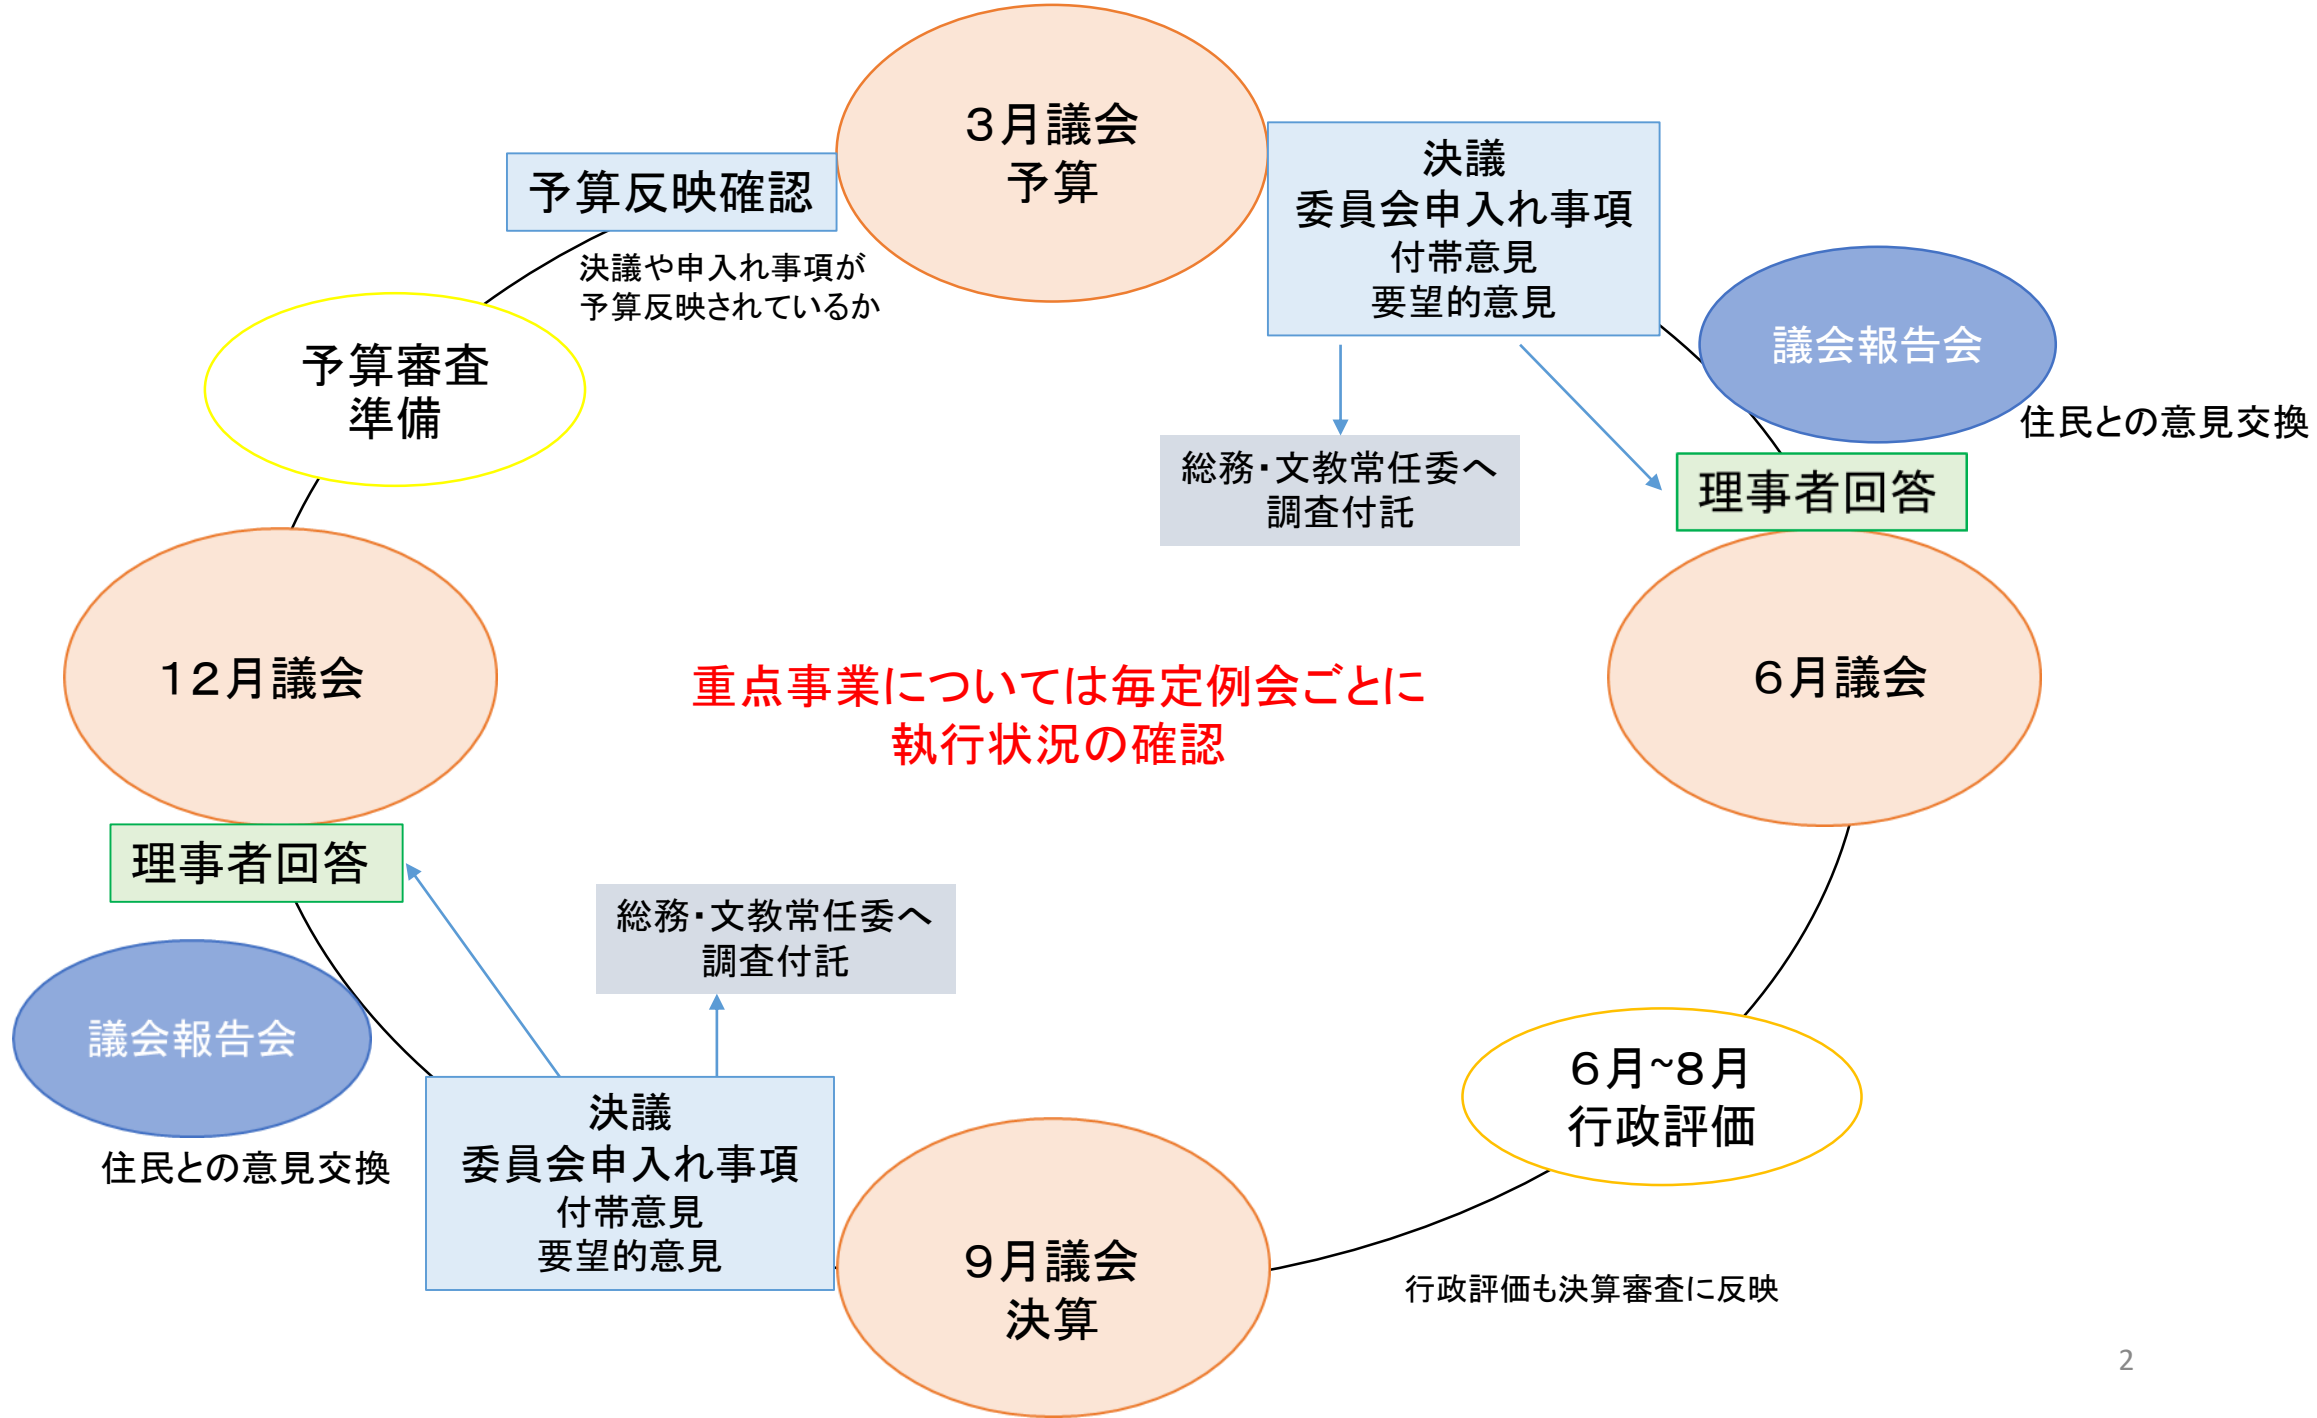 ３月議会
予算
決議
委員会申入れ事項
付帯意見
要望的意見
予算反映確認
決議や申入れ事項が
予算反映されているか
議会報告会
住民との意見交換
予算審査
準備
総務・文教常任委へ
調査付託
理事者回答
１２月議会
重点事業については毎定例会ごとに
執行状況の確認
６月議会
理事者回答
総務・文教常任委へ
調査付託
議会報告会
住民との意見交換
決議
委員会申入れ事項
付帯意見
要望的意見
９月議会
決算
６月~８月
行政評価
行政評価も決算審査に反映
2